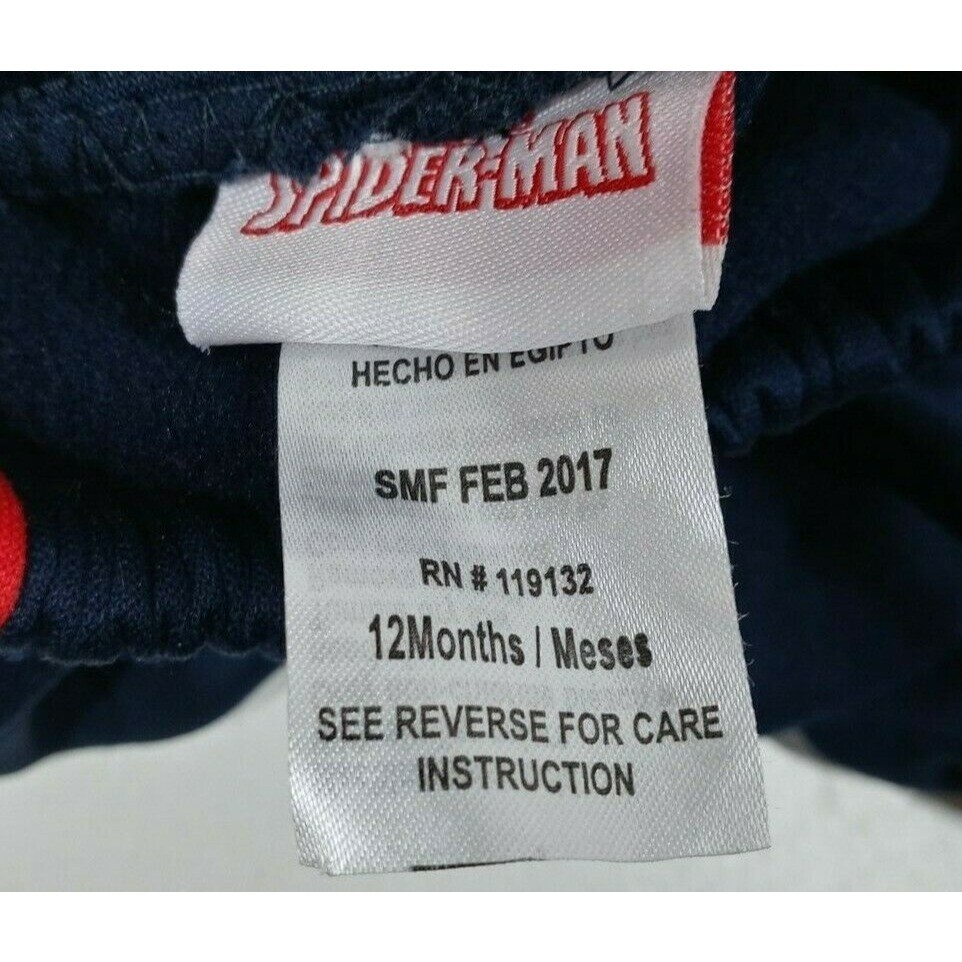 SPIDER-MAN
HECHO EN EGIPTO
SMF FEB 2017
RN # 119132
12Months / Meses
SEE REVERSE FOR CARE
INSTRUCTION